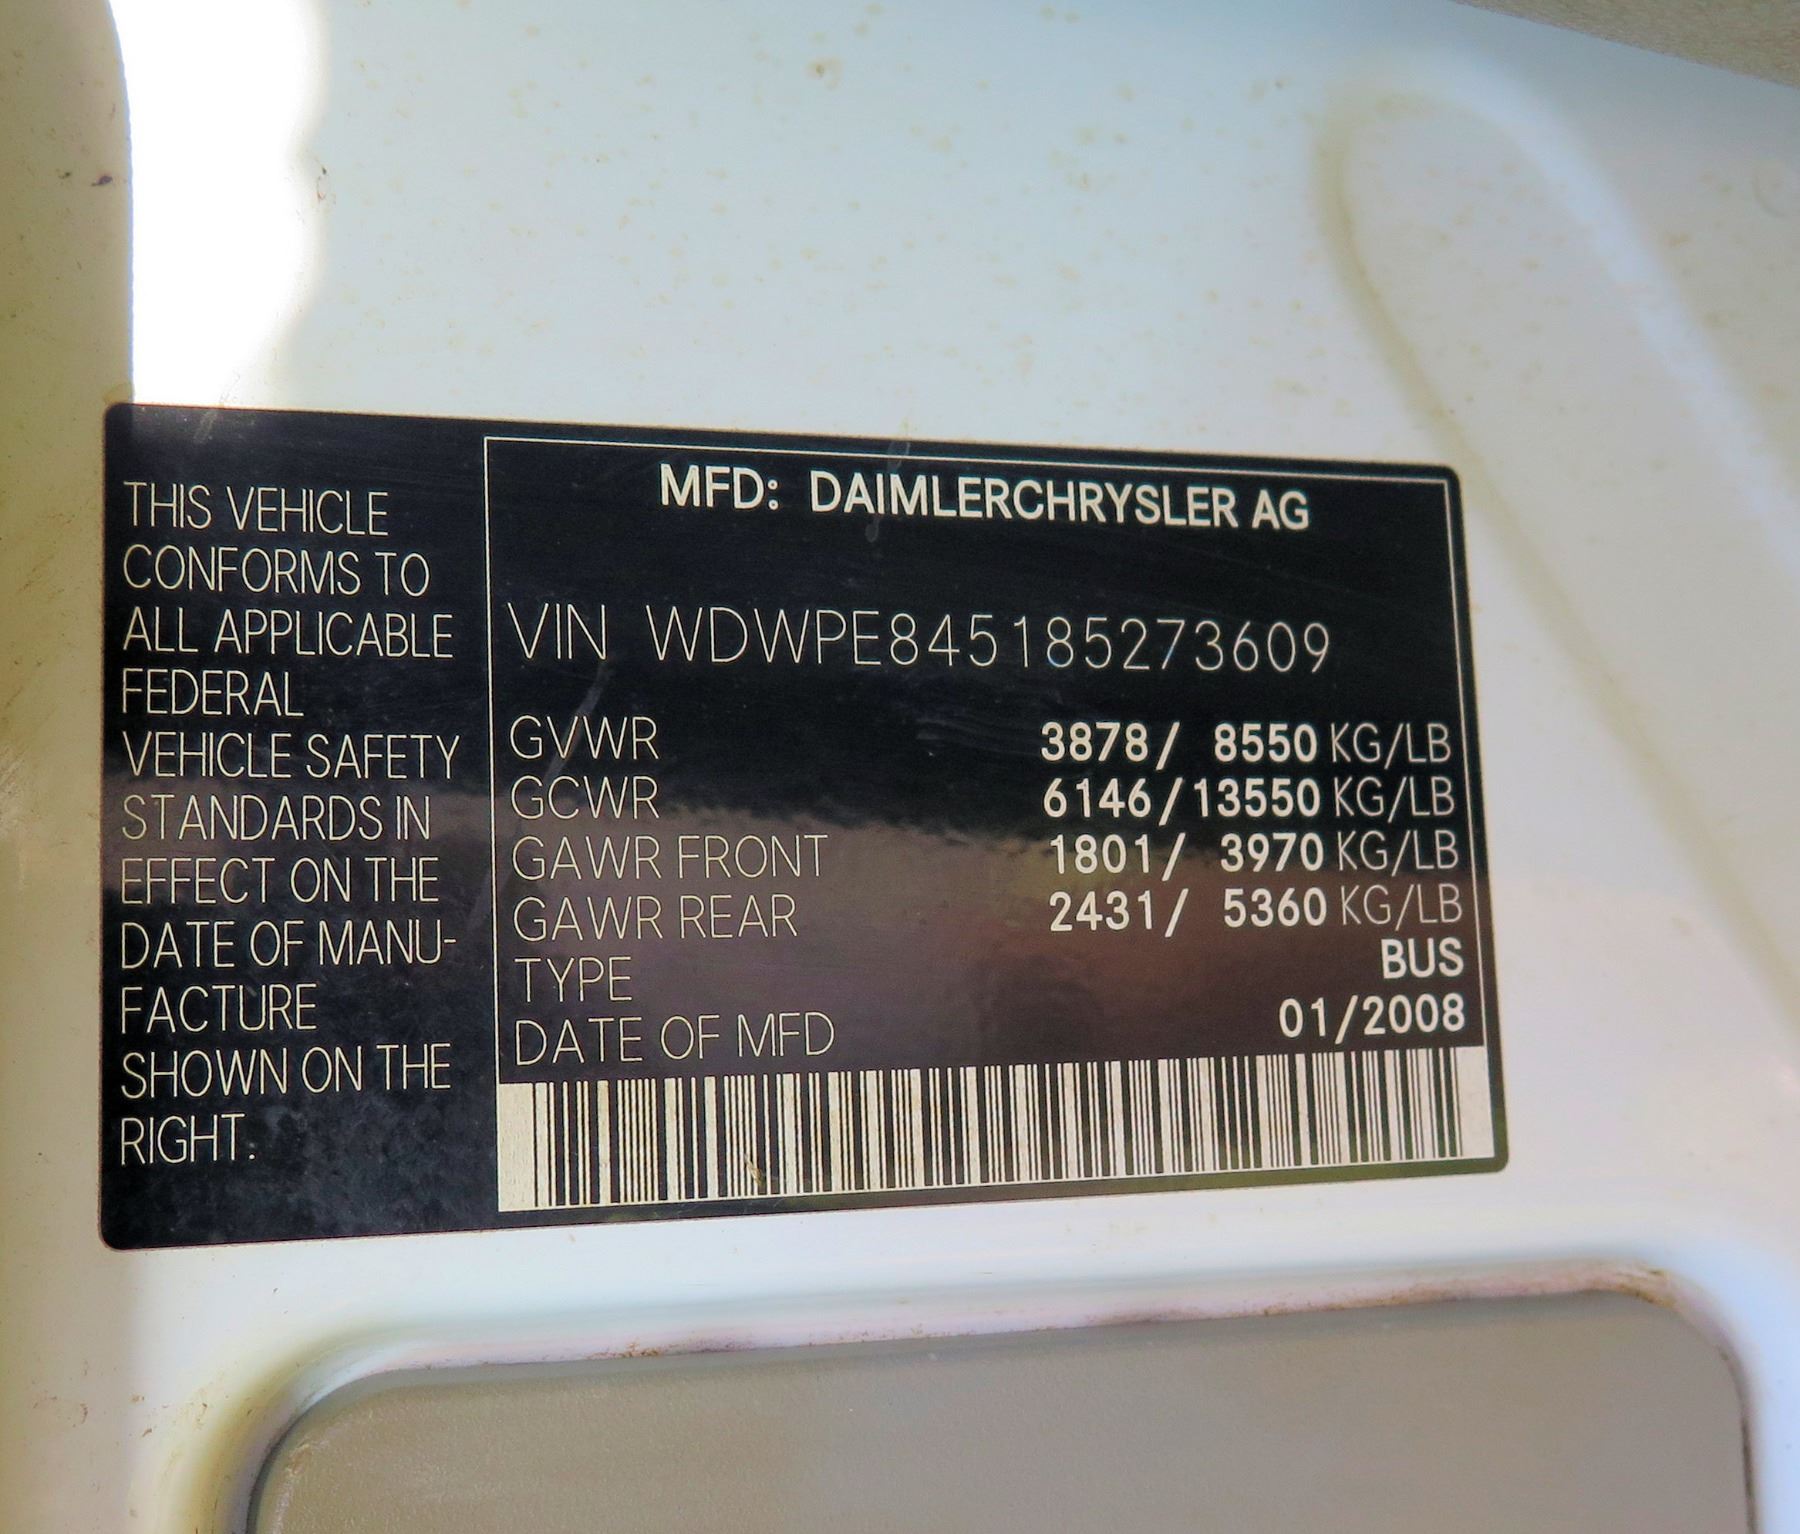 THIS VEHICLE
CONFORMS TO
ALL APPLICABLE
FEDERAL
VEHICLE SAFETY
STANDARDS IN
EFFECT ON THE
DATE OF MANU-
FACTURE
SHOWN ON THE
RIGHT.
MFD: DAIMLERCHRYSLER AG
VIN WDWPE845185273609
GVWR 3878/ 8550 KG/LB
GCWR 6146/13550 KG/LB
GAWR FRONT 1801/ 3970 KG/LB
GAWR REAR 2431/ 5360 KG/LB
TYPE BUS
DATE OF MFD 01/2008